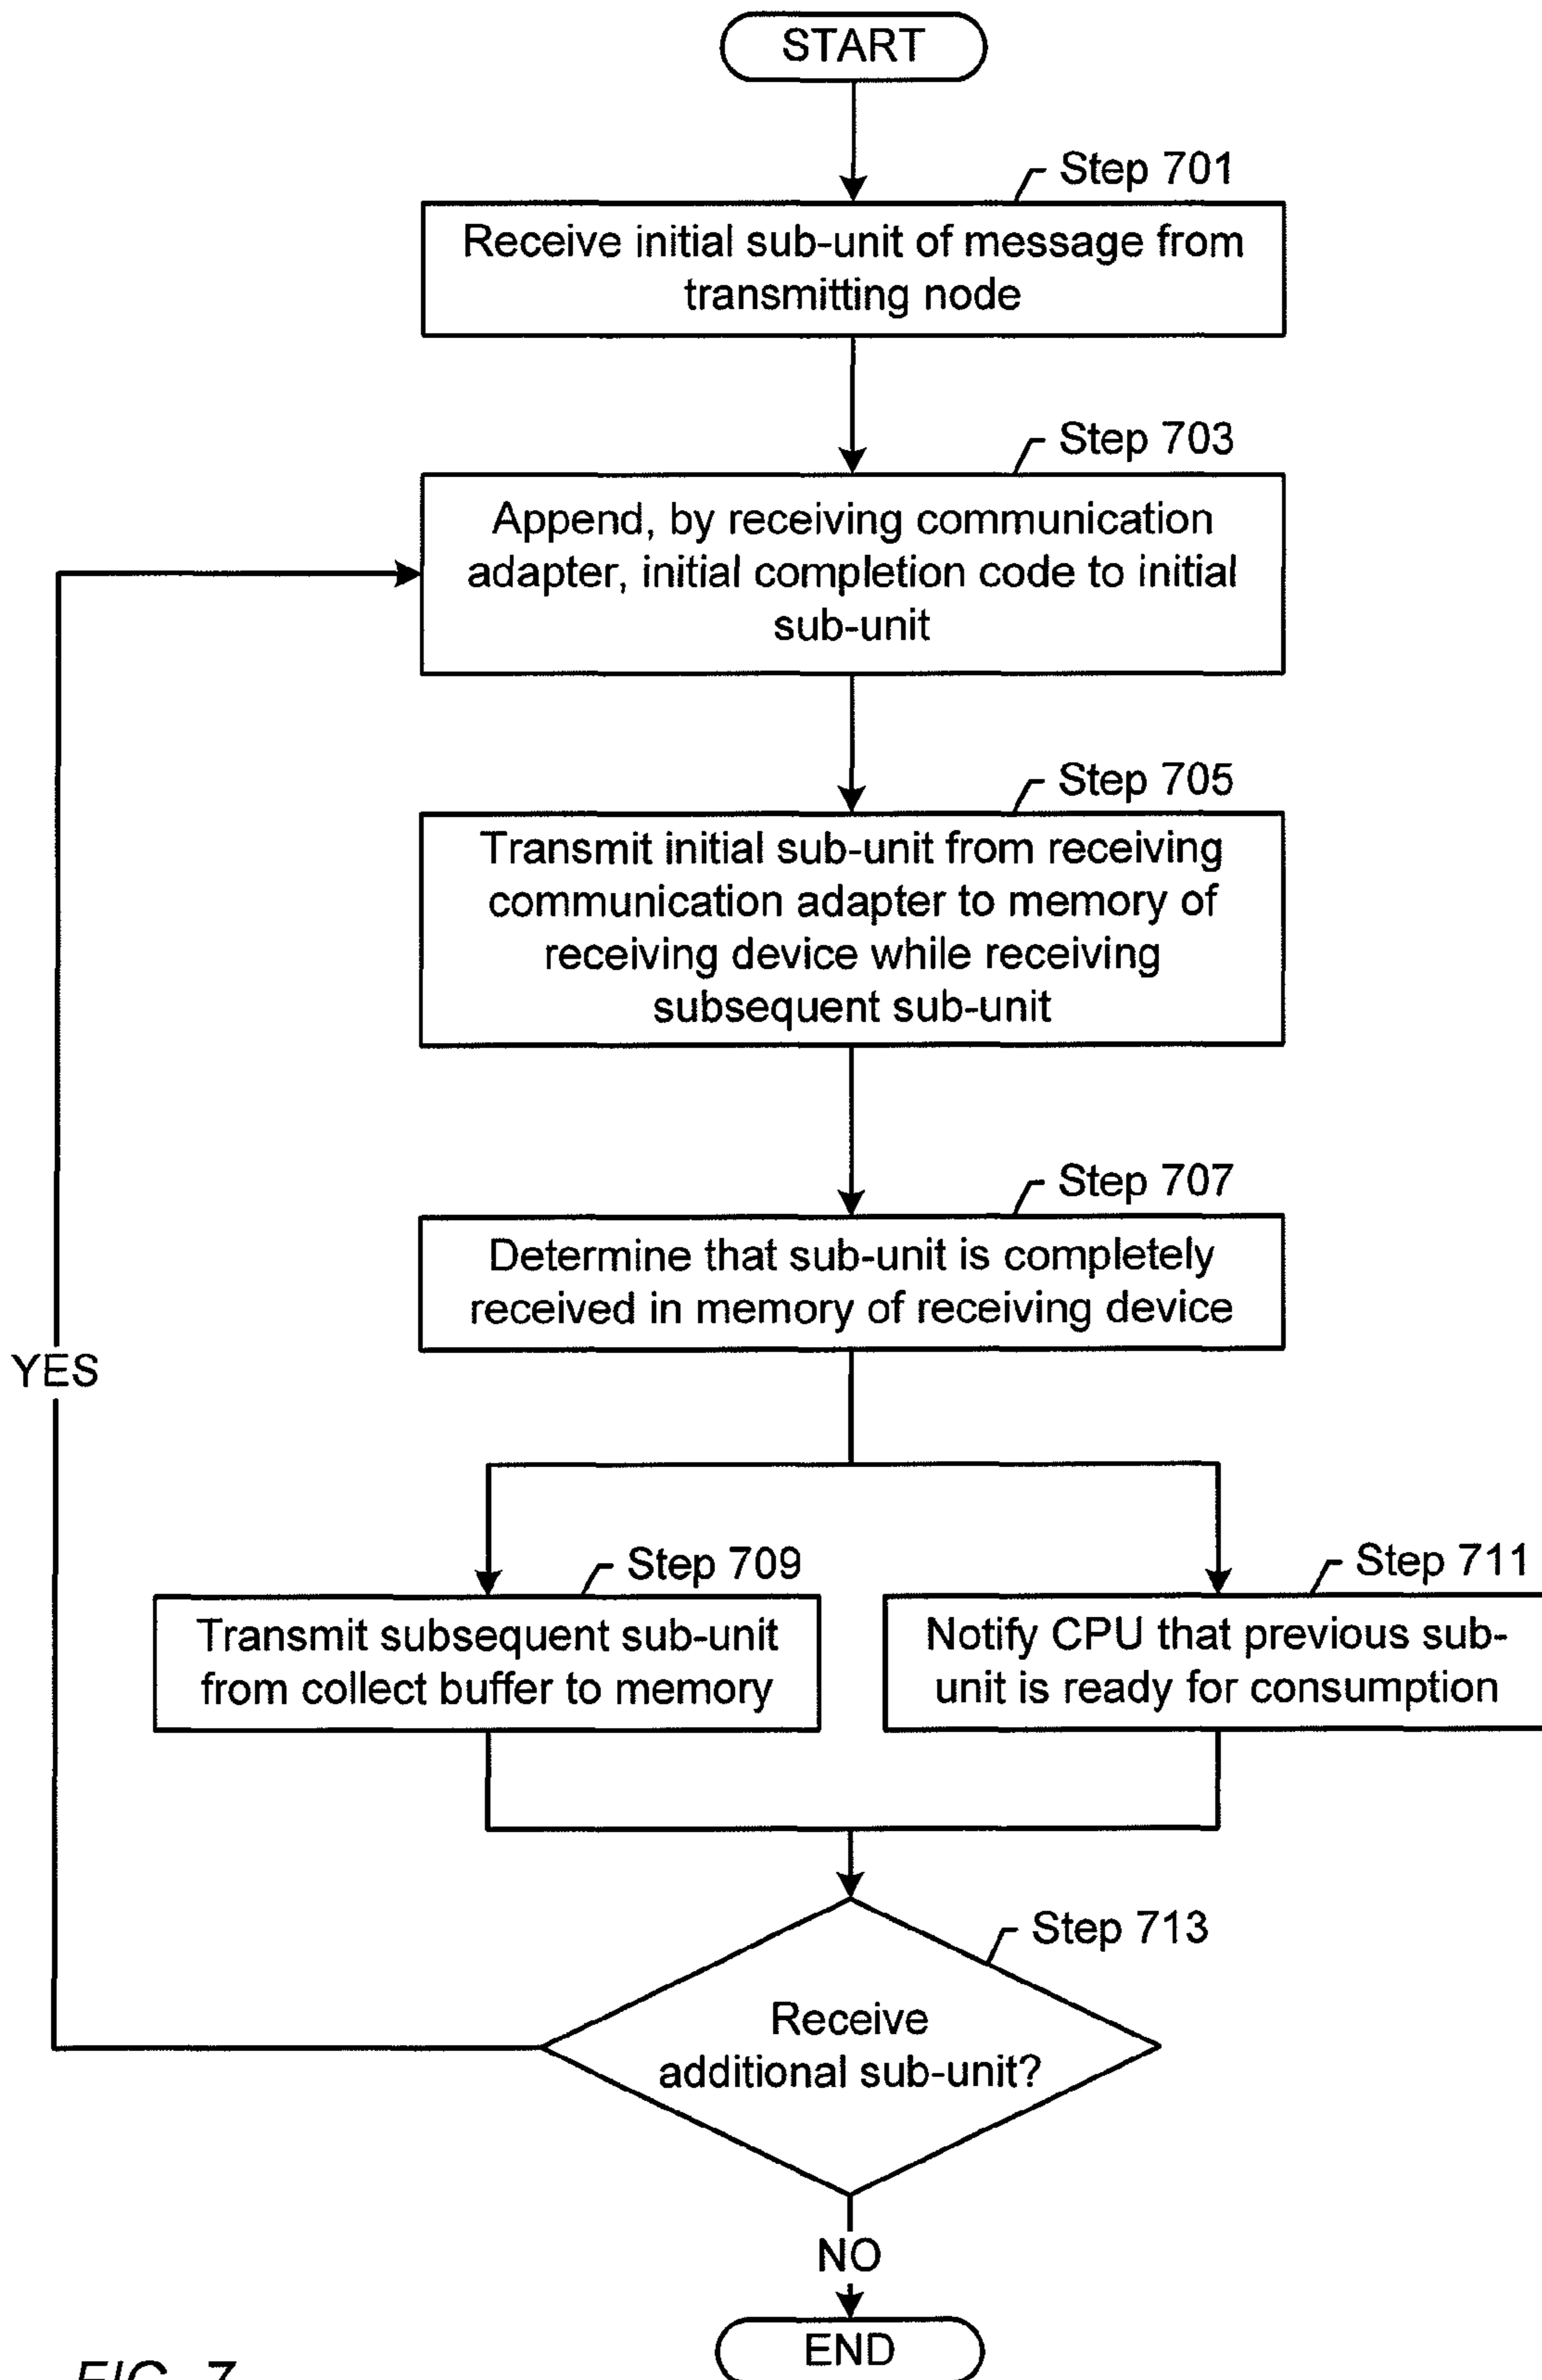 START
Step 701
Receive initial sub-unit of message from
transmitting node
Step 703
Append, by receiving communication
adapter, initial completion code to initial
sub-unit
Step 705
Transmit initial sub-unit from receiving
communication adapter to memory of
receiving device while receiving
subsequent sub-unit
Step 707
Determine that sub-unit is completely
received in memory of receiving device
YES
Step 709
Transmit subsequent sub-unit
from collect buffer to memory
Step 711
Notify CPU that previous sub-
unit is ready for consumption
Step 713
Receive
additional sub-unit?
NO
END
FIG. 7